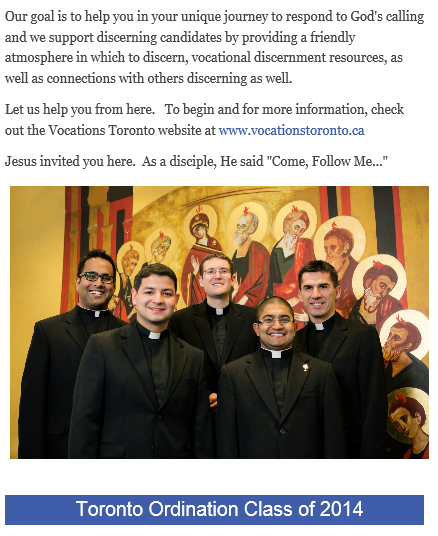 Our goal is to help you in your unique journey to respond to God's calling
and we support discerning candidates by providing a friendly
atmosphere in which to discern, vocational discernment resources, as
well as connections with others discerning as well.
Let us help you from here.   To begin and for more information, check
out the Vocations Toronto website at www.vocationstoronto.ca
Jesus invited you here.  As a disciple, He said "Come, Follow Me..."
Toronto Ordination Class of 2014